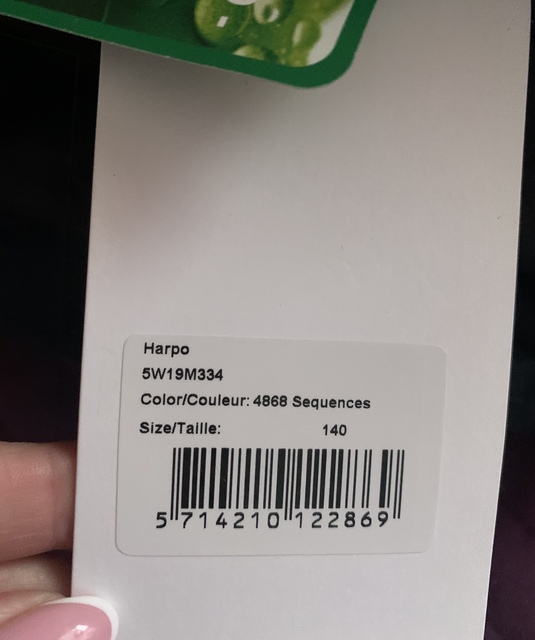 Harpo
5W19M334
Color/Couleur: 4868 Sequences
Size/Taille: 140
5 714210 122869